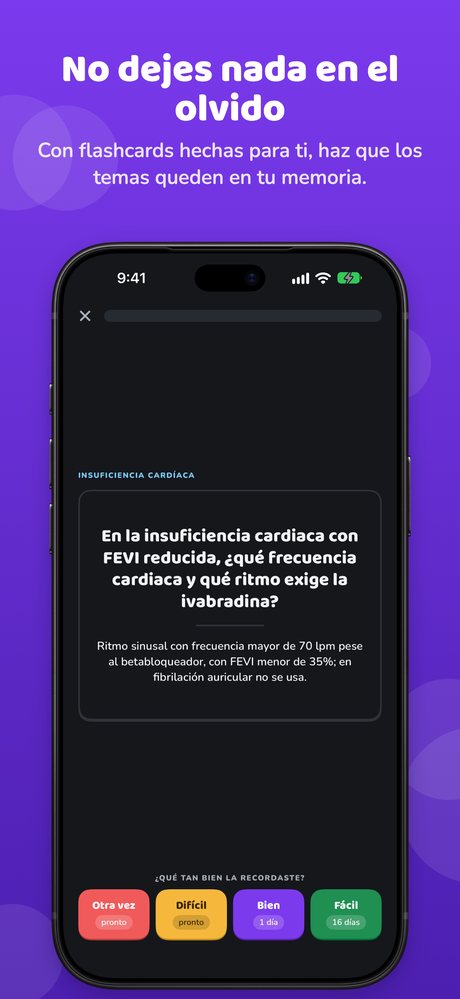 No dejes nada en el
olvido
Con flashcards hechas para ti, haz que los
temas queden en tu memoria.
9:41
INSUFICIENCIA CARDÍACA
En la insuficiencia cardiaca con
FEVI reducida, ¿qué frecuencia
cardiaca y qué ritmo exige la
ivabradina?
Ritmo sinusal con frecuencia mayor de 70 lpm pese
al betabloqueador, con FEVI menor de 35%; en
fibrilación auricular no se usa.
¿QUÉ TAN BIEN LA RECORDASTE?
Otra vez
pronto
Difícil
pronto
Bien
1 día
Fácil
16 días